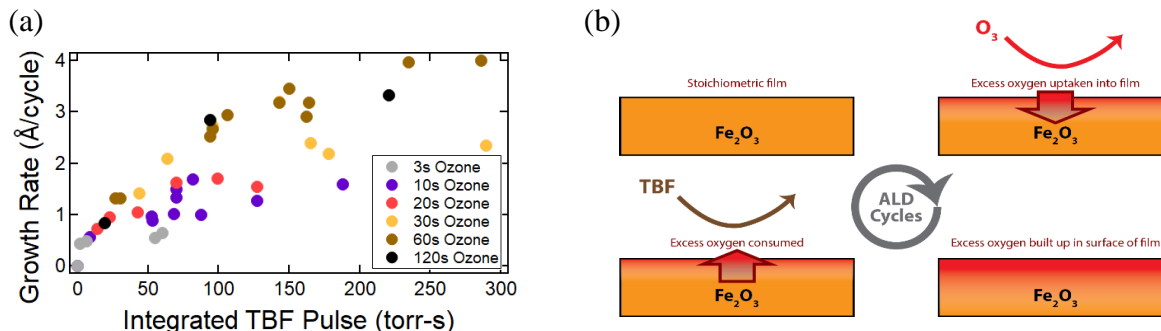 (a)
Growth Rate (Å/cycle)
4
3
2
1
0
0
50
100
150
200
250
300
Integrated TBF Pulse (torr-s)
3s Ozone
10s Ozone
20s Ozone
30s Ozone
60s Ozone
120s Ozone
(b)
O₃
Stoichiometric film
Excess oxygen uptaken into film
Fe₂O₃
Fe₂O₃
TBF
ALD
Cycles
Excess oxygen consumed
Excess oxygen built up in surface of film
Fe₂O₃
Fe₂O₃